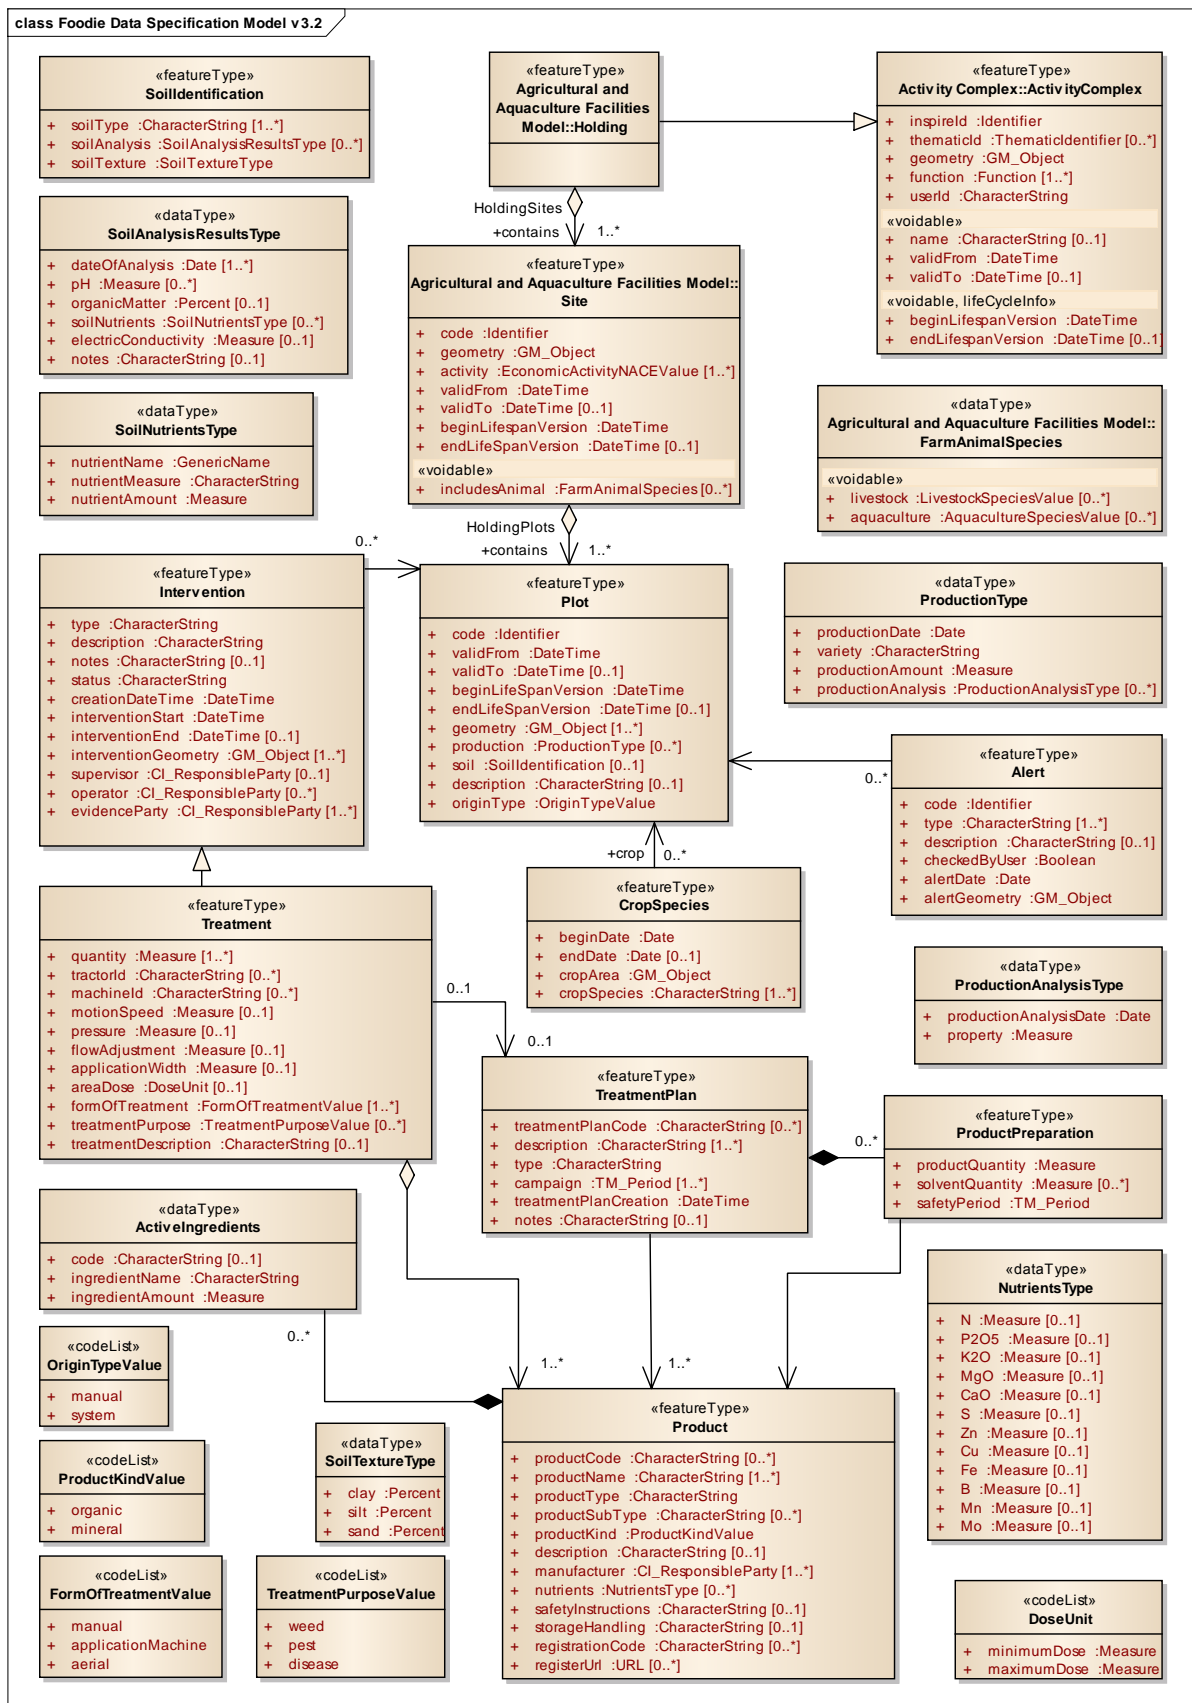 class Foodie Data Specification Model v3.2
«featureType»
SoilIdentification
+ soilType :CharacterString [1..*]
+ soilAnalysis :SoilAnalysisResultsType [0..*]
+ soilTexture :SoilTextureType
«featureType»
Agricultural and
Aquaculture Facilities
Model::Holding
«featureType»
Activity Complex::ActivityComplex
+ inspireId :Identifier
+ thematicId :ThematicIdentifier [0..*]
+ geometry :GM_Object
+ function :Function [1..*]
+ userId :CharacterString
«voidable»
+ name :CharacterString [0..1]
+ validFrom :DateTime
+ validTo :DateTime [0..1]
«voidable, lifeCycleInfo»
+ beginLifespanVersion :DateTime
+ endLifespanVersion :DateTime [0..1]
«dataType»
SoilAnalysisResultsType
+ dateOfAnalysis :Date [1..*]
+ pH :Measure [0..*]
+ organicMatter :Percent [0..1]
+ soilNutrients :SoilNutrientsType [0..*]
+ electricConductivity :Measure [0..1]
+ notes :CharacterString [0..1]
HoldingSites
+contains
1..*
«featureType»
Agricultural and Aquaculture Facilities Model::
Site
+ code :Identifier
+ geometry :GM_Object
+ activity :EconomicActivityNACEValue [1..*]
+ validFrom :DateTime
+ validTo :DateTime [0..1]
+ beginLifespanVersion :DateTime
+ endLifeSpanVersion :DateTime [0..1]
«voidable»
+ includesAnimal :FarmAnimalSpecies [0..*]
«dataType»
SoilNutrientsType
+ nutrientName :GenericName
+ nutrientMeasure :CharacterString
+ nutrientAmount :Measure
«dataType»
Agricultural and Aquaculture Facilities Model::
FarmAnimalSpecies
«voidable»
+ livestock :LivestockSpeciesValue [0..*]
+ aquaculture :AquacultureSpeciesValue [0..*]
HoldingPlots
+contains
1..*
0..*
«featureType»
Intervention
+ type :CharacterString
+ description :CharacterString
+ notes :CharacterString [0..1]
+ status :CharacterString
+ creationDateTime :DateTime
+ interventionStart :DateTime
+ interventionEnd :DateTime [0..1]
+ interventionGeometry :GM_Object [1..*]
+ supervisor :CI_ResponsibleParty [0..1]
+ operator :CI_ResponsibleParty [0..*]
+ evidenceParty :CI_ResponsibleParty [1..*]
«featureType»
Plot
+ code :Identifier
+ validFrom :DateTime
+ validTo :DateTime [0..1]
+ beginLifeSpanVersion :DateTime
+ endLifeSpanVersion :DateTime [0..1]
+ geometry :GM_Object [1..*]
+ production :ProductionType [0..*]
+ soil :SoilIdentification [0..1]
+ description :CharacterString [0..1]
+ originType :OriginTypeValue
«dataType»
ProductionType
+ productionDate :Date
+ variety :CharacterString
+ productionAmount :Measure
+ productionAnalysis :ProductionAnalysisType [0..*]
0..*
«featureType»
Alert
+ code :Identifier
+ type :CharacterString [1..*]
+ description :CharacterString [0..1]
+ checkedByUser :Boolean
+ alertDate :Date
+ alertGeometry :GM_Object
+crop
0..*
«featureType»
CropSpecies
+ beginDate :Date
+ endDate :Date [0..1]
+ cropArea :GM_Object
+ cropSpecies :CharacterString [1..*]
«featureType»
Treatment
+ quantity :Measure [1..*]
+ tractorId :CharacterString [0..*]
+ machineId :CharacterString [0..*]
+ motionSpeed :Measure [0..1]
+ pressure :Measure [0..1]
+ flowAdjustment :Measure [0..1]
+ applicationWidth :Measure [0..1]
+ areaDose :DoseUnit [0..1]
+ formOfTreatment :FormOfTreatmentValue [1..*]
+ treatmentPurpose :TreatmentPurposeValue [0..*]
+ treatmentDescription :CharacterString [0..1]
0..1
0..1
«dataType»
ProductionAnalysisType
+ productionAnalysisDate :Date
+ property :Measure
«featureType»
TreatmentPlan
+ treatmentPlanCode :CharacterString [0..*]
+ description :CharacterString [1..*]
+ type :CharacterString
+ campaign :TM_Period [1..*]
+ treatmentPlanCreation :DateTime
+ notes :CharacterString [0..1]
0..*
«featureType»
ProductPreparation
+ productQuantity :Measure
+ solventQuantity :Measure [0..*]
+ safetyPeriod :TM_Period
«dataType»
ActiveIngredients
+ code :CharacterString [0..1]
+ ingredientName :CharacterString
+ ingredientAmount :Measure
0..*
1..*
1..*
«dataType»
NutrientsType
+ N :Measure [0..1]
+ P2O5 :Measure [0..1]
+ K2O :Measure [0..1]
+ MgO :Measure [0..1]
+ CaO :Measure [0..1]
+ S :Measure [0..1]
+ Zn :Measure [0..1]
+ Cu :Measure [0..1]
+ Fe :Measure [0..1]
+ B :Measure [0..1]
+ Mn :Measure [0..1]
+ Mo :Measure [0..1]
«codeList»
OriginTypeValue
+ manual
+ system
«codeList»
ProductKindValue
+ organic
+ mineral
«dataType»
SoilTextureType
+ clay :Percent
+ silt :Percent
+ sand :Percent
«featureType»
Product
+ productCode :CharacterString [0..*]
+ productName :CharacterString [1..*]
+ productType :CharacterString
+ productSubType :CharacterString [0..*]
+ productKind :ProductKindValue
+ description :CharacterString [0..1]
+ manufacturer :CI_ResponsibleParty [1..*]
+ nutrients :NutrientsType [0..*]
+ safetyInstructions :CharacterString [0..1]
+ storageHandling :CharacterString [0..1]
+ registrationCode :CharacterString [0..*]
+ registerUrl :URL [0..*]
«codeList»
FormOfTreatmentValue
+ manual
+ applicationMachine
+ aerial
«codeList»
TreatmentPurposeValue
+ weed
+ pest
+ disease
«codeList»
DoseUnit
+ minimumDose :Measure
+ maximumDose :Measure